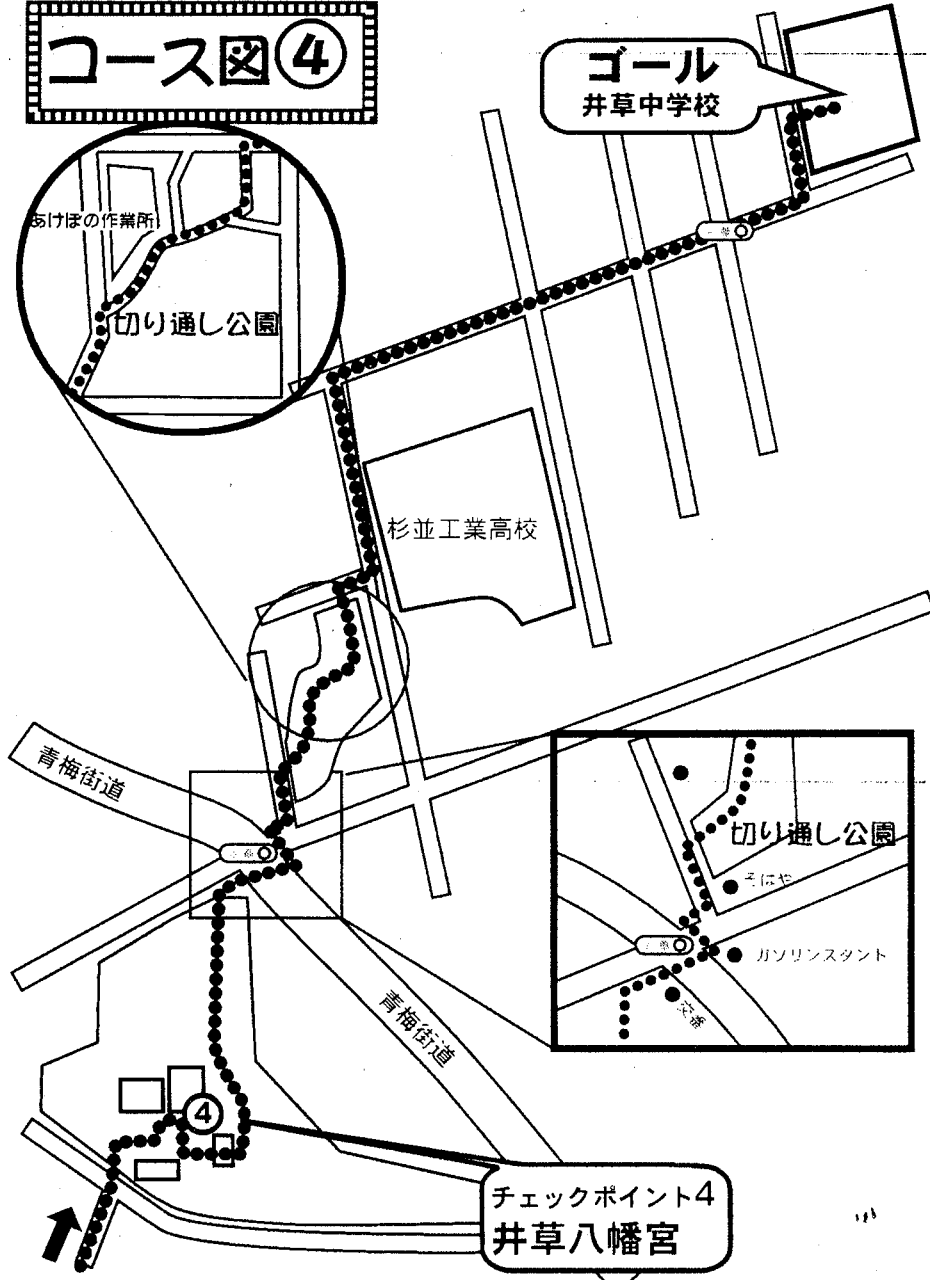 コース図④
ゴール
井草中学校
あけぼの作業所
切り通し公園
杉並工業高校
青梅街道
切り通し公園
そばや
ガソリンスタンド
交番
青梅街道
4
チェックポイント4
井草八幡宮